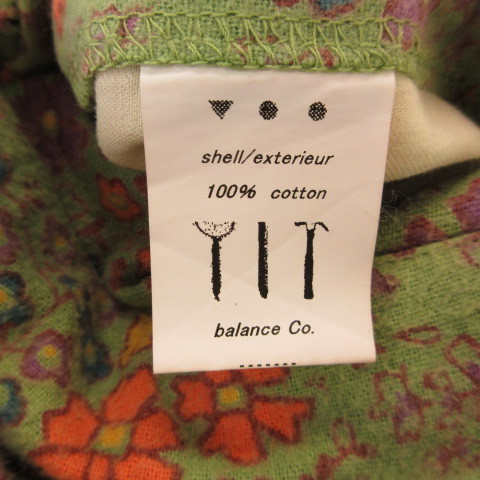 shell/exterieur
100% cotton
balance Co.